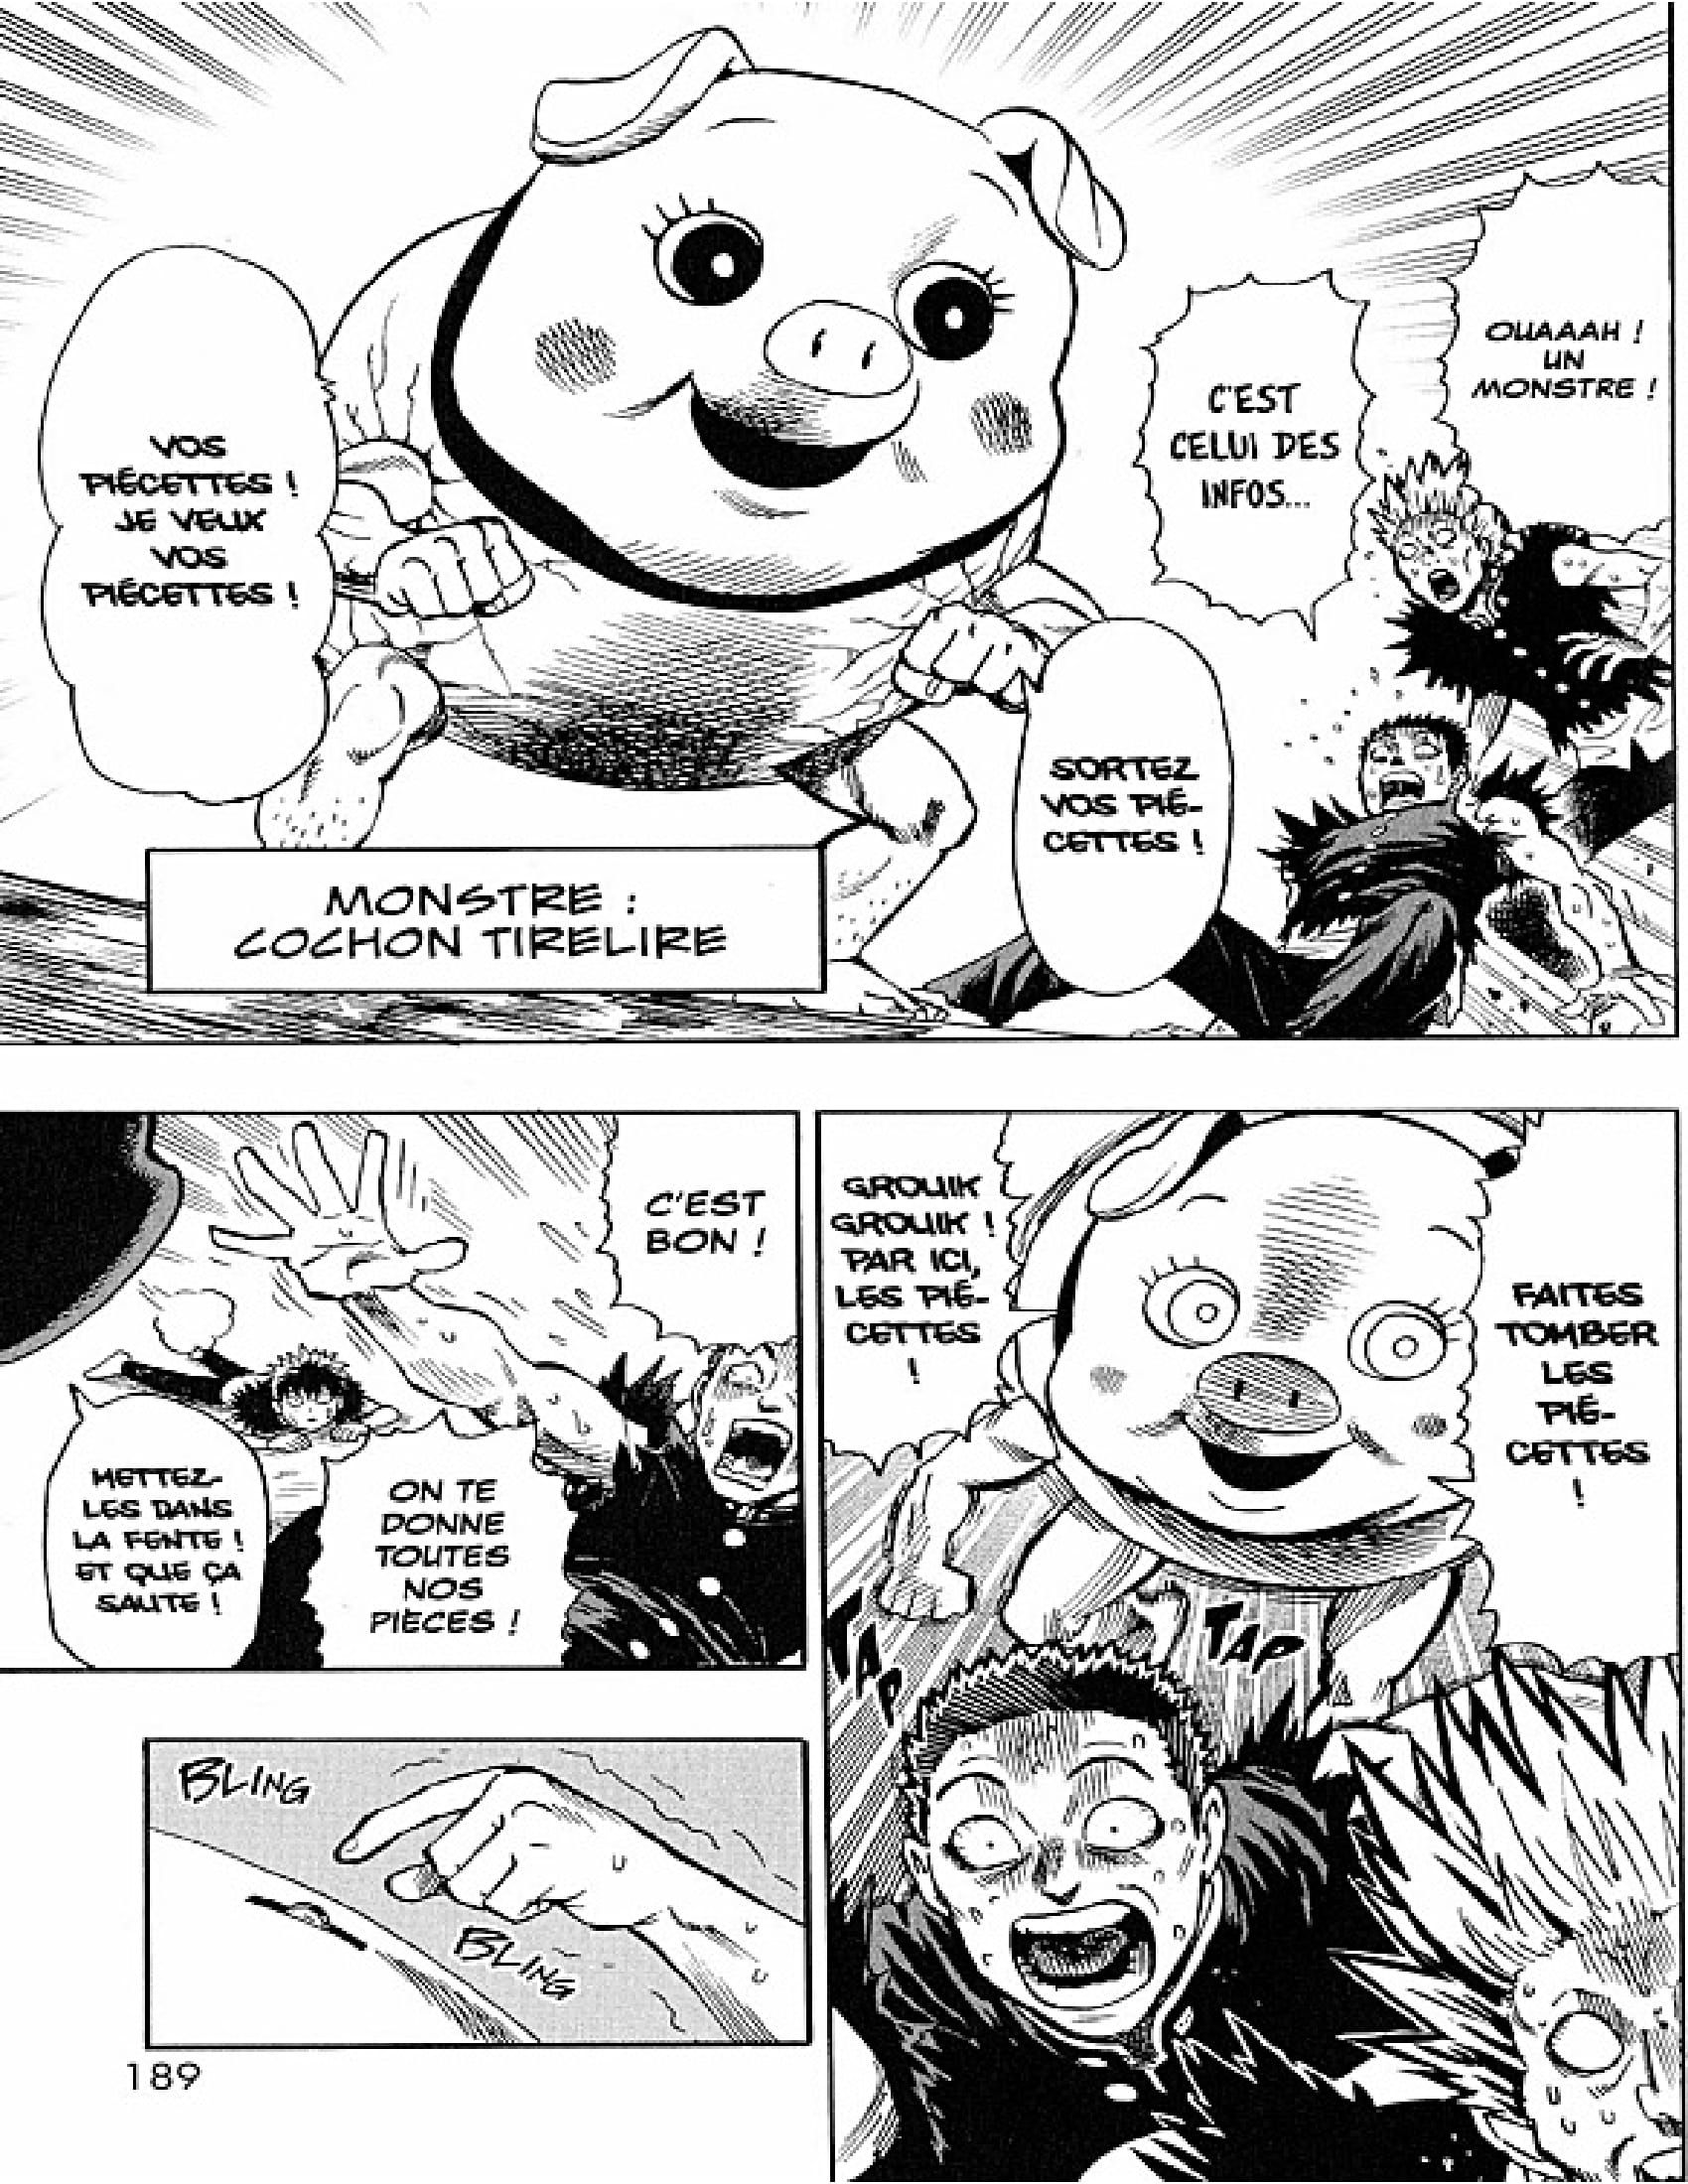 OUAAAH !
UN
MONSTRE !
C'EST
CELUI DES
INFOS...
VOS
PIÉCETTES !
JE VEUX
VOS
PIÉCETTES !
SORTEZ
VOS PIÉ-
CETTES !
MONSTRE :
COCHON TIRELIRE
FAITES
TOMBER
LES
PIÉ-
CETTES
!
GROUIK
GROUIK !
PAR ICI,
LES PIÉ-
CETTES
!
TAP
TAP
C'EST
BON !
ON TE
DONNE
TOUTES
NOS
PIÈCES !
METTEZ-
LES DANS
LA FENTE !
ET QUE ÇA
SAUTE !
BLING
BLING
189